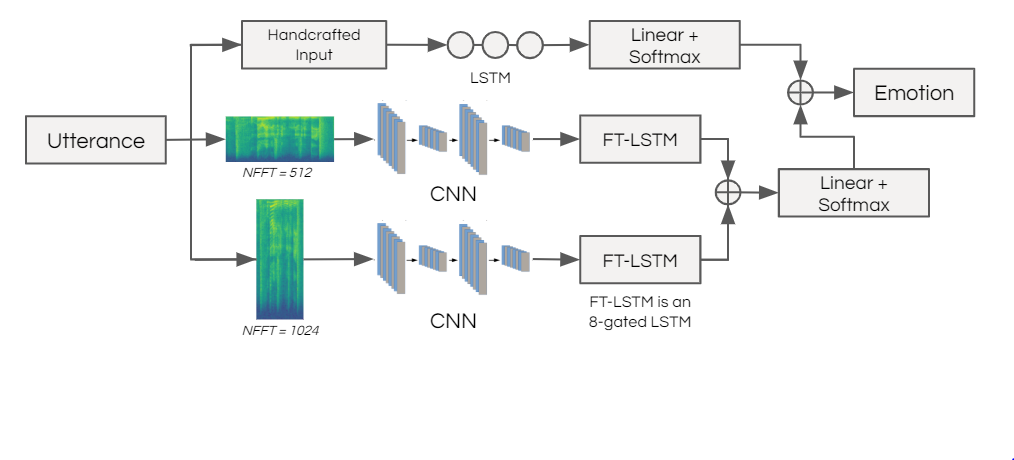 Handcrafted
Input
LSTM
Linear +
Softmax
Emotion
Utterance
NFFT = 512
CNN
FT-LSTM
Linear +
Softmax
NFFT = 1024
CNN
FT-LSTM
FT-LSTM is an
8-gated LSTM